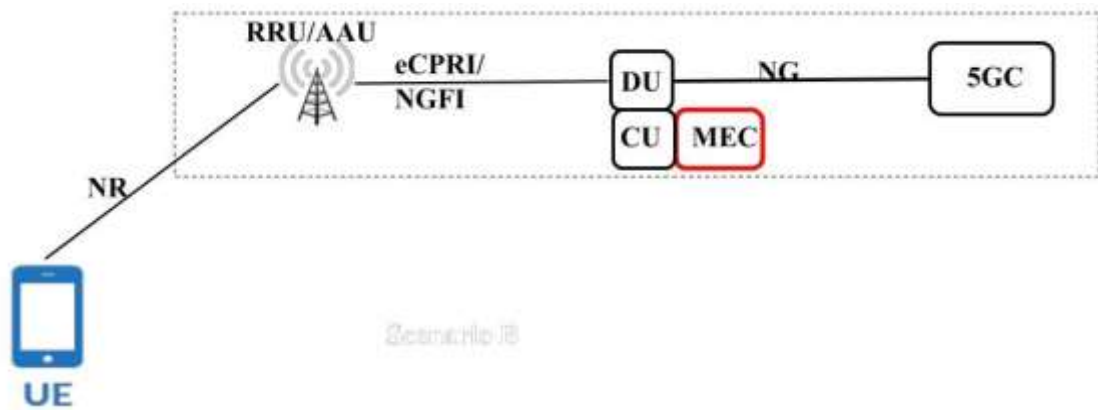 RRU/AAU
eCPRI/
NGFI
DU
NG
5GC
CU
MEC
NR
UE